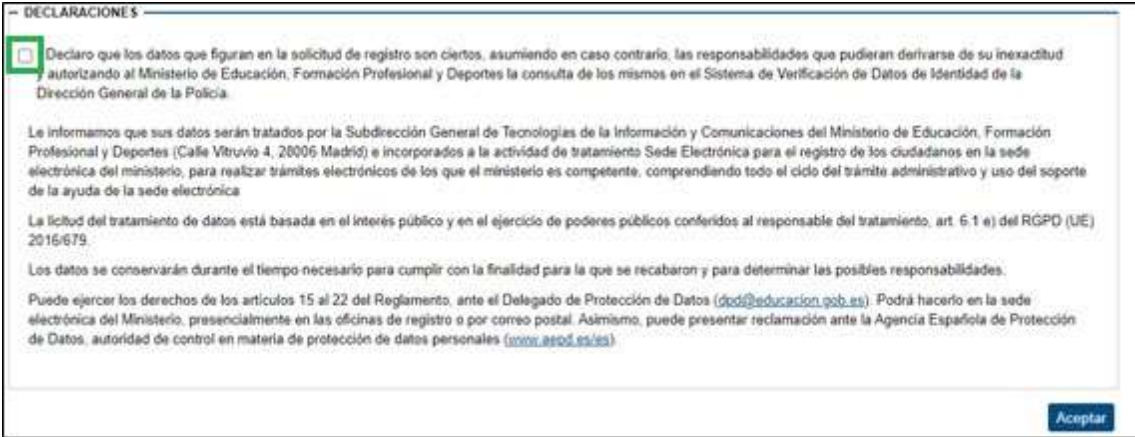 DECLARACIONES
Declaro que los datos que figuran en la solicitud de registro son ciertos, asumiendo en caso contrario, las responsabilidades que pudieran derivarse de su inexactitud
y autorizando al Ministerio de Educación, Formación Profesional y Deportes la consulta de los mismos en el Sistema de Verificación de Datos de Identidad de la
Dirección General de la Policía.
Le informamos que sus datos serán tratados por la Subdirección General de Tecnologías de la Información y Comunicaciones del Ministerio de Educación, Formación
Profesional y Deportes (Calle Vitruvio 4, 28006 Madrid) e incorporados a la actividad de tratamiento Sede Electrónica para el registro de los ciudadanos en la sede
electrónica del ministerio, para realizar trámites electrónicos de los que el ministerio es competente, comprendiendo todo el ciclo del trámite administrativo y uso del soporte
de la ayuda de la sede electrónica
La licitud del tratamiento de datos está basada en el interés público y en el ejercicio de poderes públicos conferidos al responsable del tratamiento, art. 6.1 e) del RGPD (UE)
2016/679.
Los datos se conservarán durante el tiempo necesario para cumplir con la finalidad para la que se recabaron y para determinar las posibles responsabilidades.
Puede ejercer los derechos de los artículos 15 al 22 del Reglamento, ante el Delegado de Protección de Datos (dpd@educacion.gob.es). Podrá hacerlo en la sede
electrónica del Ministerio, presencialmente en las oficinas de registro o por correo postal. Asimismo, puede presentar reclamación ante la Agencia Española de Protección
de Datos, autoridad de control en materia de protección de datos personales (www.aepd.es/es).
Aceptar